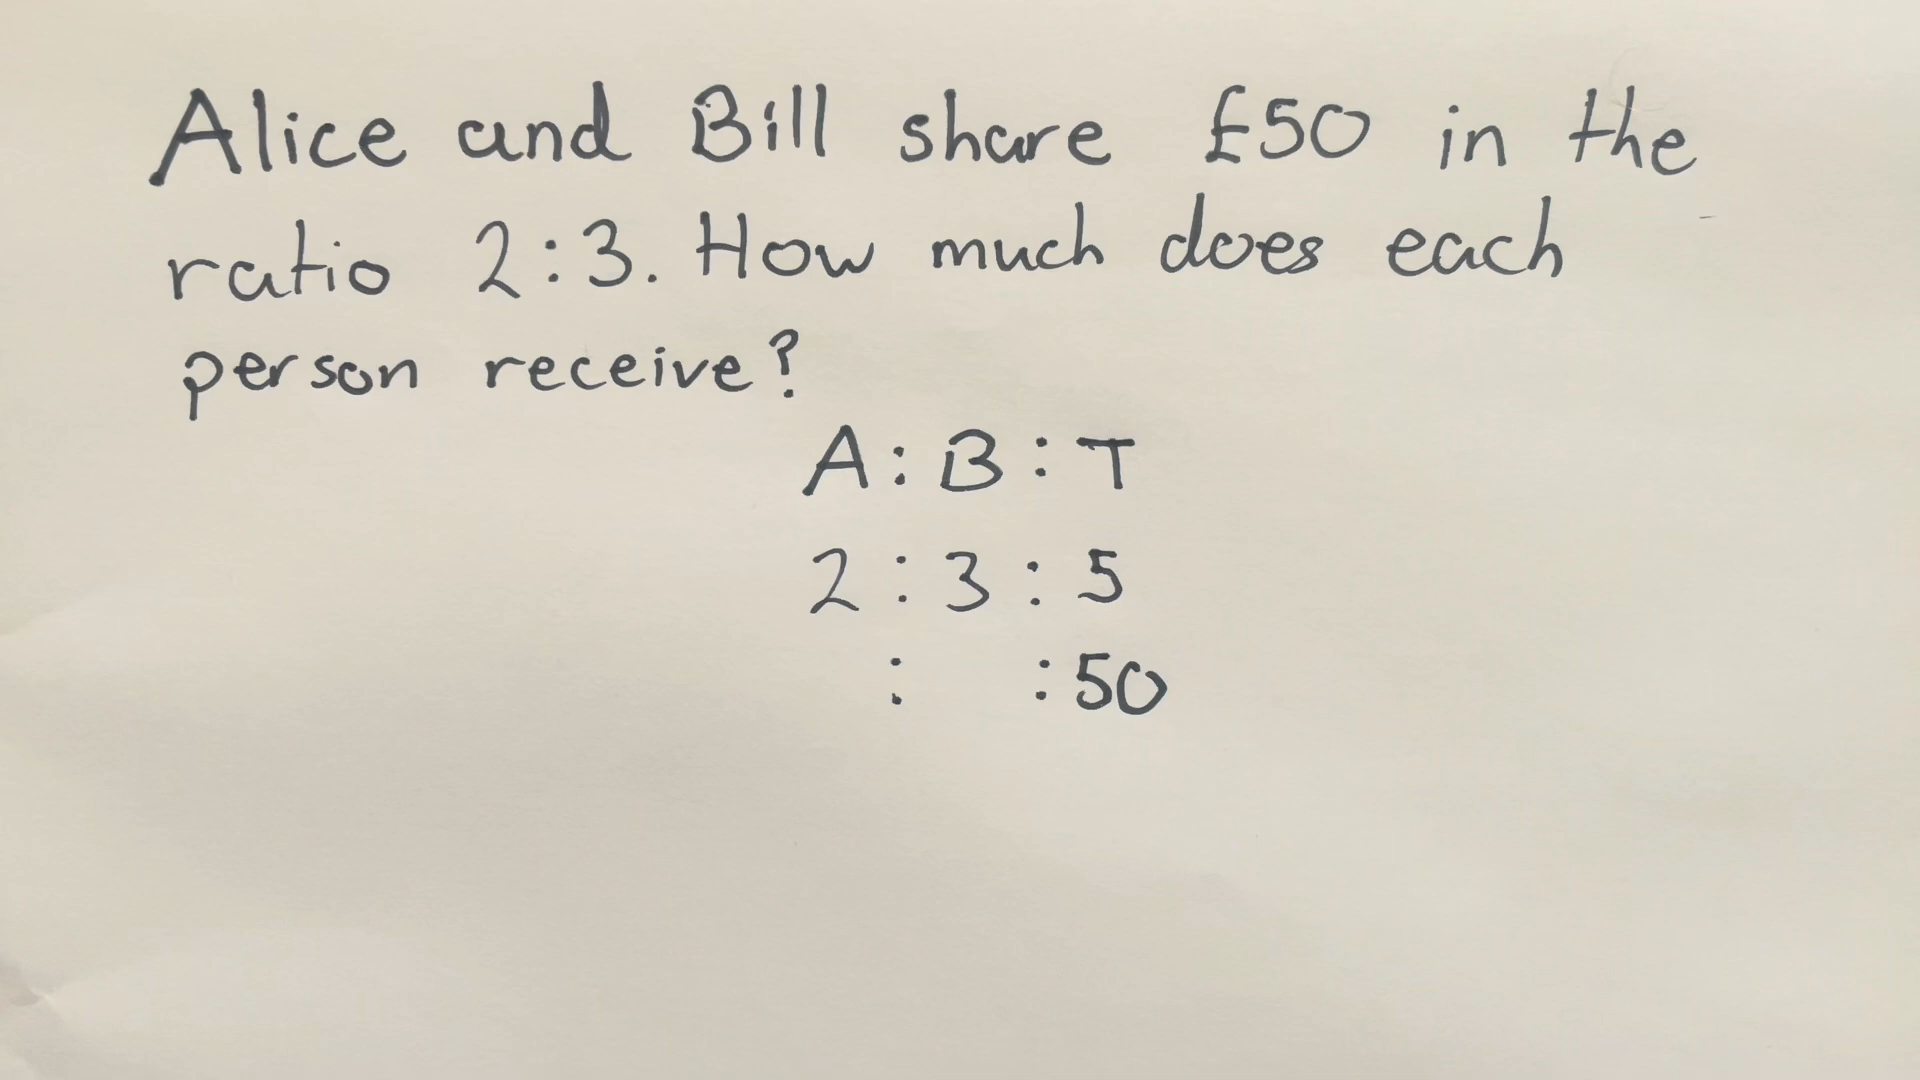 Alice and Bill share £50 in the
ratio 2:3. How much does each
person receive?
A : B : T
2 : 3 : 5
: : 50